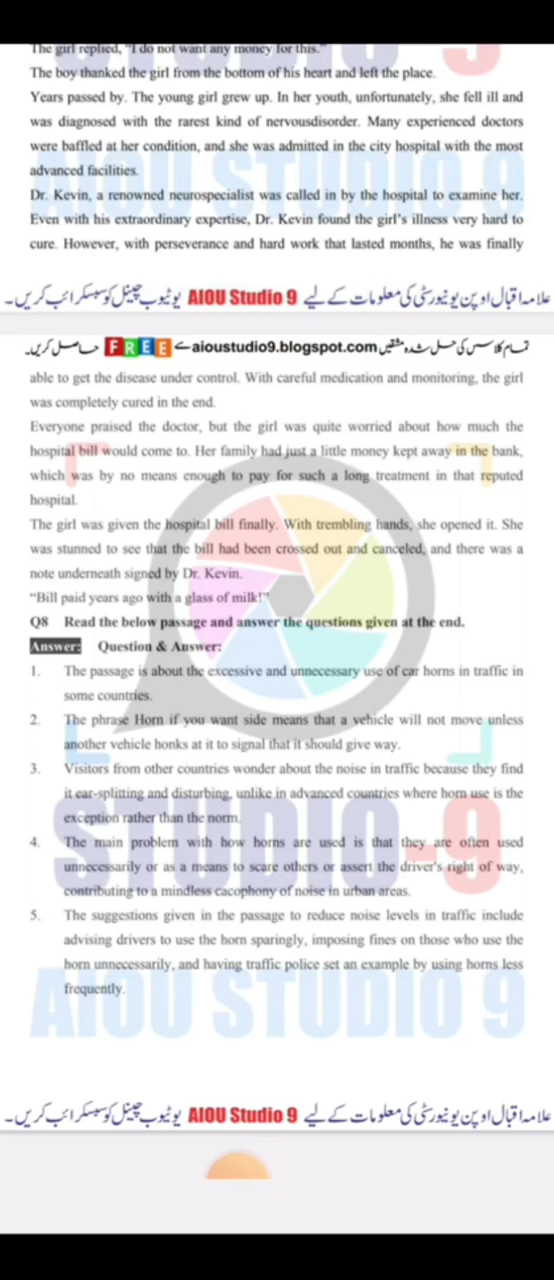 The girl replied, "I do not want any money for this."
The boy thanked the girl from the bottom of his heart and left the place.
Years passed by. The young girl grew up. In her youth, unfortunately, she fell ill and
was diagnosed with the rarest kind of nervousdisorder. Many experienced doctors
were baffled at her condition, and she was admitted in the city hospital with the most
advanced facilities.
Dr. Kevin, a renowned neurospecialist was called in by the hospital to examine her.
Even with his extraordinary expertise, Dr. Kevin found the girl's illness very hard to
cure. However, with perseverance and hard work that lasted months, he was finally
علامہ اقبال اوپن یونیورسٹی کی معلومات کے لیے AIOU Studio 9 یوٹیوب چینل کو سبسکرائب کریں۔
تمام کلاسس کی حل شدہ مشقیں aioustudio9.blogspot.com سے FREE حاصل کریں۔
able to get the disease under control. With careful medication and monitoring, the girl
was completely cured in the end.
Everyone praised the doctor, but the girl was quite worried about how much the
hospital bill would come to. Her family had just a little money kept away in the bank,
which was by no means enough to pay for such a long treatment in that reputed
hospital.
The girl was given the hospital bill finally. With trembling hands, she opened it. She
was stunned to see that the bill had been crossed out and canceled, and there was a
note underneath signed by Dr. Kevin.
"Bill paid years ago with a glass of milk!"
Q8 Read the below passage and answer the questions given at the end.
Answer: Question & Answer:
1. The passage is about the excessive and unnecessary use of car horns in traffic in
some countries.
2. The phrase Horn if you want side means that a vehicle will not move unless
another vehicle honks at it to signal that it should give way.
3. Visitors from other countries wonder about the noise in traffic because they find
it ear-splitting and disturbing, unlike in advanced countries where horn use is the
exception rather than the norm.
4. The main problem with how horns are used is that they are often used
unnecessarily or as a means to scare others or assert the driver's right of way,
contributing to a mindless cacophony of noise in urban areas.
5. The suggestions given in the passage to reduce noise levels in traffic include
advising drivers to use the horn sparingly, imposing fines on those who use the
horn unnecessarily, and having traffic police set an example by using horns less
frequently.
STUDIO-9
AIOU STUDIO 9
علامہ اقبال اوپن یونیورسٹی کی معلومات کے لیے AIOU Studio 9 یوٹیوب چینل کو سبسکرائب کریں۔